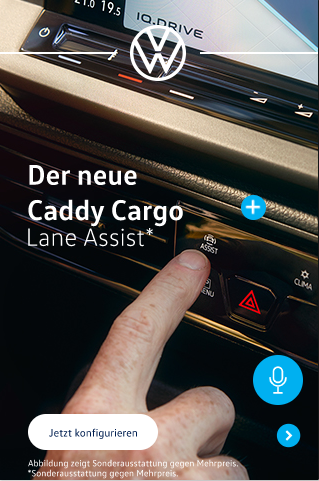 21.0 19.5
IQ.DRIVE
Der neue
Caddy Cargo
Lane Assist*
ASSIST
MENU
CLIMA
Jetzt konfigurieren
Abbildung zeigt Sonderausstattung gegen Mehrpreis.
*Sonderausstattung gegen Mehrpreis.